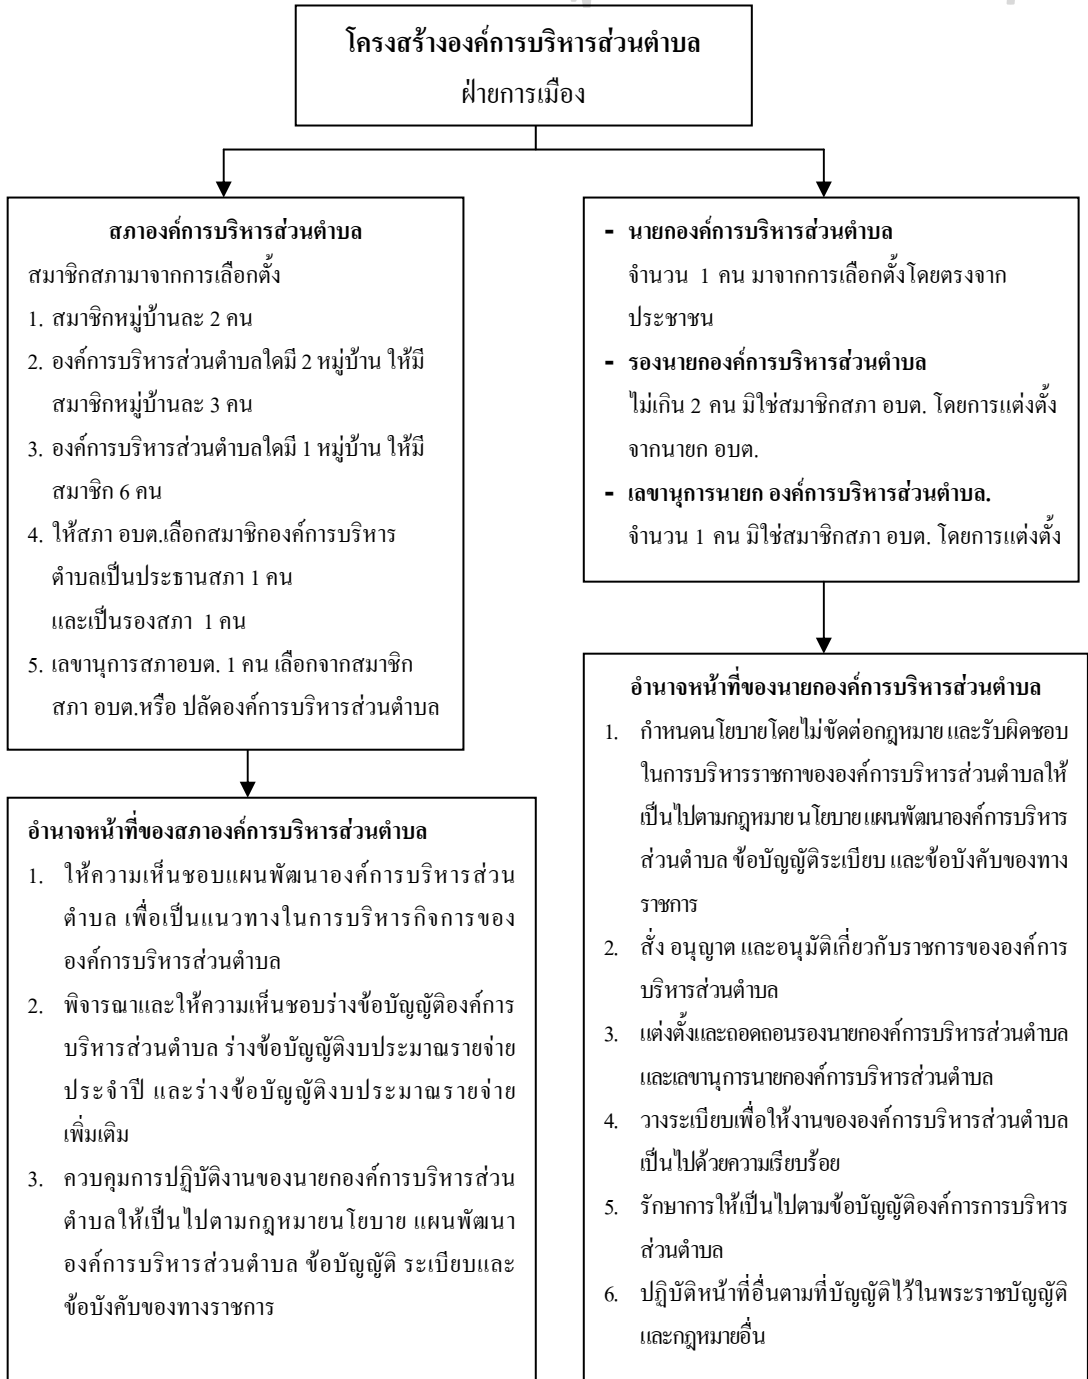 โครงสร้างองค์การบริหารส่วนตำบล
ฝ่ายการเมือง
สภาองค์การบริหารส่วนตำบล
สมาชิกสภามาจากการเลือกตั้ง
1. สมาชิกหมู่บ้านละ 2 คน
2. องค์การบริหารส่วนตำบลใดมี 2 หมู่บ้าน ให้มี
สมาชิกหมู่บ้านละ 3 คน
3. องค์การบริหารส่วนตำบลใดมี 1 หมู่บ้าน ให้มี
สมาชิก 6 คน
4. ให้สภา อบต.เลือกสมาชิกองค์การบริหาร
ตำบลเป็นประธานสภา 1 คน
และเป็นรองสภา 1 คน
5. เลขานุการสภาอบต. 1 คน เลือกจากสมาชิก
สภา อบต.หรือ ปลัดองค์การบริหารส่วนตำบล
อำนาจหน้าที่ของสภาองค์การบริหารส่วนตำบล
1. ให้ความเห็นชอบแผนพัฒนาองค์การบริหารส่วน
ตำบล เพื่อเป็นแนวทางในการบริหารกิจการของ
องค์การบริหารส่วนตำบล
2. พิจารณาและให้ความเห็นชอบร่างข้อบัญญัติองค์การ
บริหารส่วนตำบล ร่างข้อบัญญัติงบประมาณรายจ่าย
ประจำปี และร่างข้อบัญญัติงบประมาณรายจ่าย
เพิ่มเติม
3. ควบคุมการปฏิบัติงานของนายกองค์การบริหารส่วน
ตำบลให้เป็นไปตามกฎหมายนโยบาย แผนพัฒนา
องค์การบริหารส่วนตำบล ข้อบัญญัติ ระเบียบและ
ข้อบังคับของทางราชการ
- นายกองค์การบริหารส่วนตำบล
จำนวน 1 คน มาจากการเลือกตั้งโดยตรงจาก
ประชาชน
- รองนายกองค์การบริหารส่วนตำบล
ไม่เกิน 2 คน มิใช่สมาชิกสภา อบต. โดยการแต่งตั้ง
จากนายก อบต.
- เลขานุการนายก องค์การบริหารส่วนตำบล.
จำนวน 1 คน มิใช่สมาชิกสภา อบต. โดยการแต่งตั้ง
อำนาจหน้าที่ของนายกองค์การบริหารส่วนตำบล
1. กำหนดนโยบายโดยไม่ขัดต่อกฎหมาย และรับผิดชอบ
ในการบริหารราชกาขององค์การบริหารส่วนตำบลให้
เป็นไปตามกฎหมาย นโยบาย แผนพัฒนาองค์การบริหาร
ส่วนตำบล ข้อบัญญัติระเบียบ และข้อบังคับของทาง
ราชการ
2. สั่ง อนุญาต และอนุมัติเกี่ยวกับราชการขององค์การ
บริหารส่วนตำบล
3. แต่งตั้งและถอดถอนรองนายกองค์การบริหารส่วนตำบล
และเลขานุการนายกองค์การบริหารส่วนตำบล
4. วางระเบียบเพื่อให้งานขององค์การบริหารส่วนตำบล
เป็นไปด้วยความเรียบร้อย
5. รักษาการให้เป็นไปตามข้อบัญญัติองค์การการบริหาร
ส่วนตำบล
6. ปฏิบัติหน้าที่อื่นตามที่บัญญัติไว้ในพระราชบัญญัติ
และกฎหมายอื่น